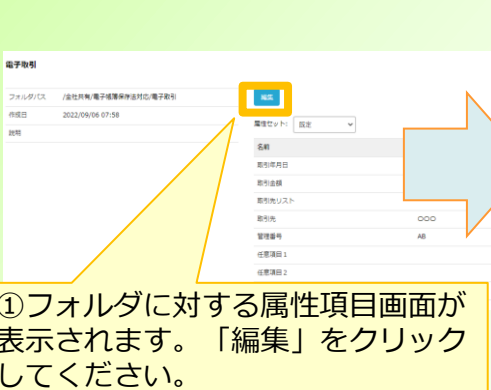 電子取引
フォルダパス /会社共有/電子帳簿保存法対応/電子取引
編集
作成日 2022/09/06 07:58
説明
属性セット: 既定
名前
取引年月日
取引金額
取引先リスト
取引先 〇〇〇
管理番号 AB
任意項目1
任意項目2
①フォルダに対する属性項目画面が
表示されます。「編集」をクリック
してください。